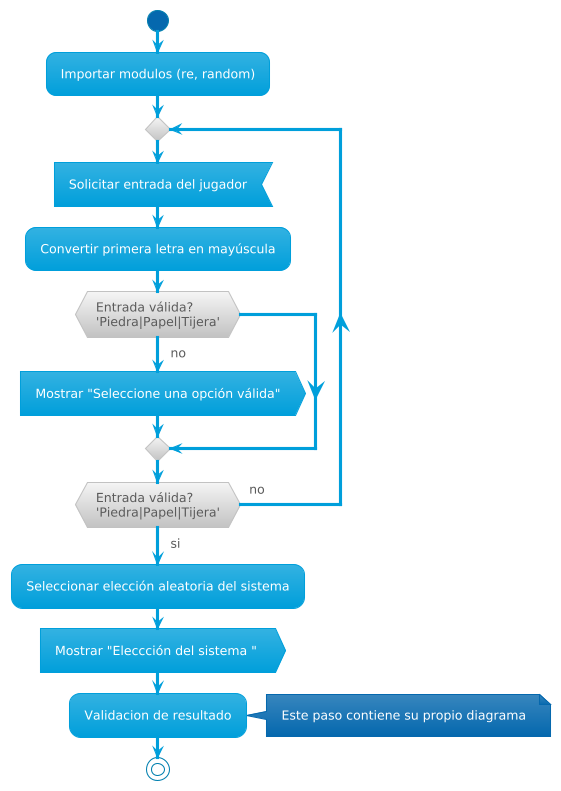 Importar modulos (re, random)
Solicitar entrada del jugador
Convertir primera letra en mayúscula
Entrada válida?
'Piedra|Papel|Tijera'
no
Mostrar "Seleccione una opción válida"
Entrada válida?
'Piedra|Papel|Tijera'
no
si
Seleccionar elección aleatoria del sistema
Mostrar "Eleccción del sistema "
Validacion de resultado
Este paso contiene su propio diagrama